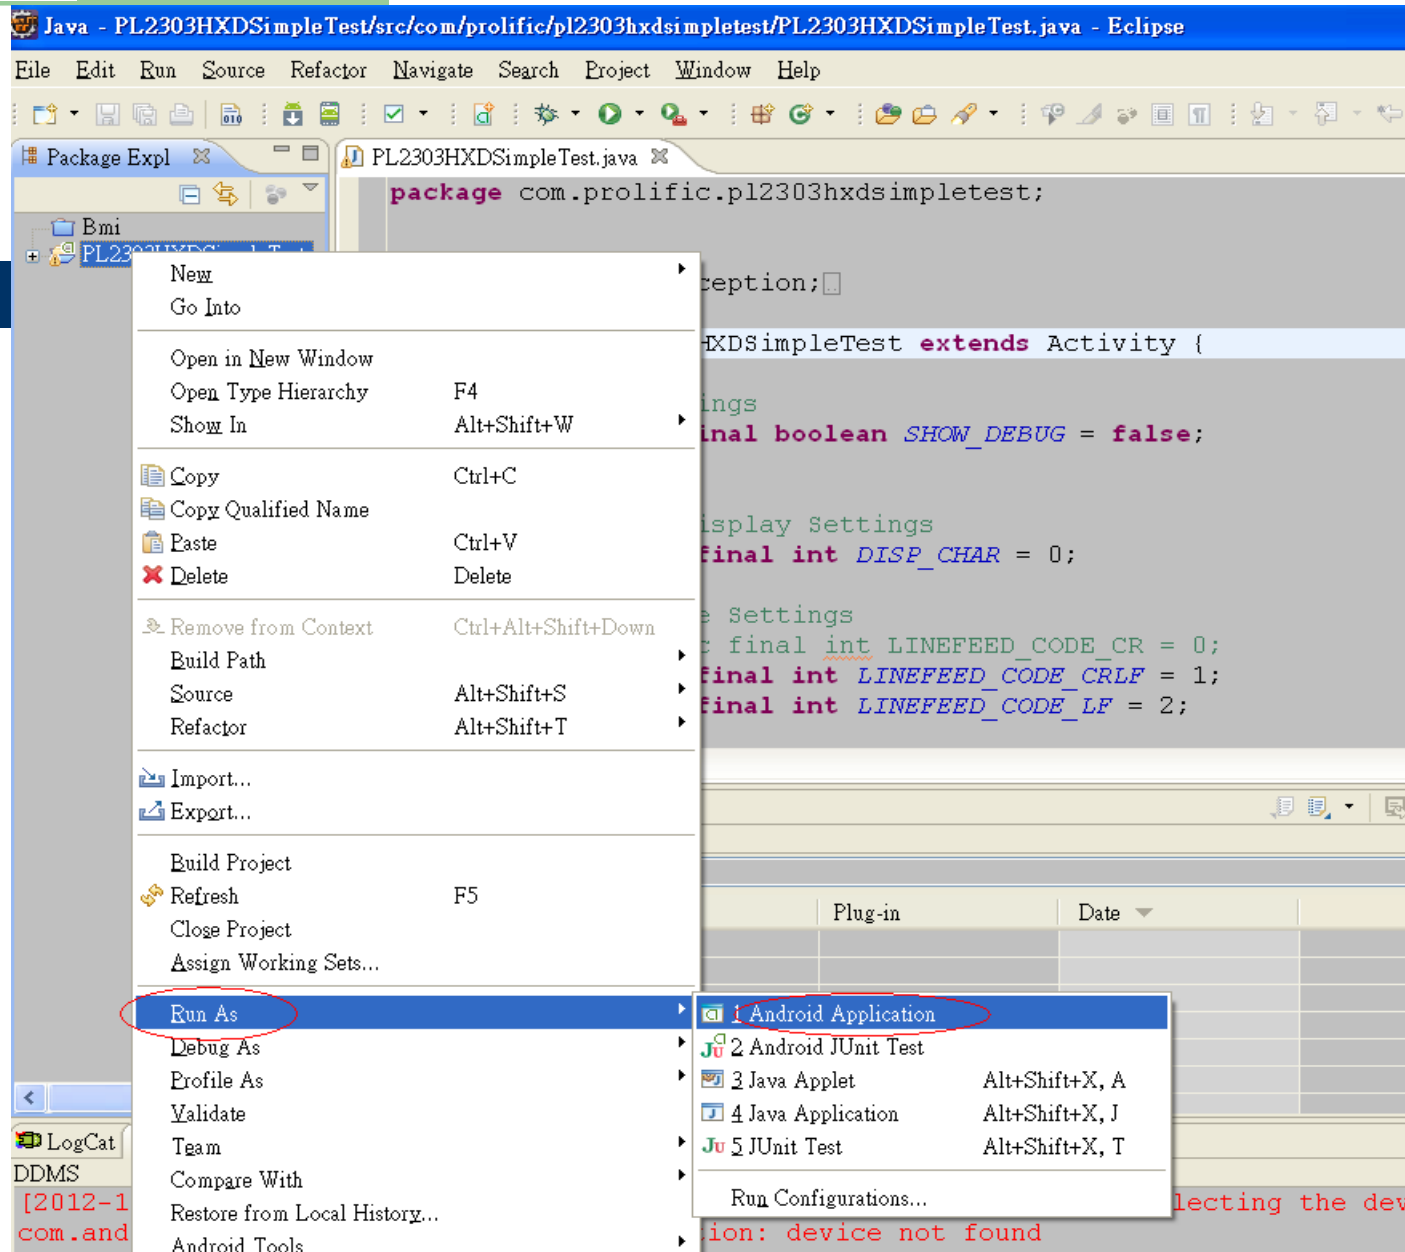 Java - PL2303HXDSimpleTest/src/com/prolific/pl2303hxdsimpletest/PL2303HXDSimpleTest.java - Eclipse
File Edit Run Source Refactor Navigate Search Project Window Help
Package Expl
PL2303HXDSimpleTest.java
package com.prolific.pl2303hxdsimpletest;
Bmi
ception;
HXDSimpleTest extends Activity {
ings
inal boolean SHOW_DEBUG = false;
isplay Settings
final int DISP_CHAR = 0;
e Settings
c final int LINEFEED_CODE_CR = 0;
final int LINEFEED_CODE_CRLF = 1;
final int LINEFEED_CODE_LF = 2;
New
Go Into
Open in New Window
Open Type Hierarchy F4
Show In Alt+Shift+W
Copy Ctrl+C
Copy Qualified Name
Paste Ctrl+V
Delete Delete
Remove from Context Ctrl+Alt+Shift+Down
Build Path
Source Alt+Shift+S
Refactor Alt+Shift+T
Import...
Export...
Build Project
Refresh F5
Close Project
Assign Working Sets...
Run As
Debug As
Profile As
Validate
Team
Compare With
Restore from Local History...
Android Tools
Plug-in Date
1 Android Application
2 Android JUnit Test
3 Java Applet Alt+Shift+X, A
4 Java Application Alt+Shift+X, J
5 JUnit Test Alt+Shift+X, T
Run Configurations...
LogCat
DDMS
[2012-1 lecting the dev
com.and ion: device not found